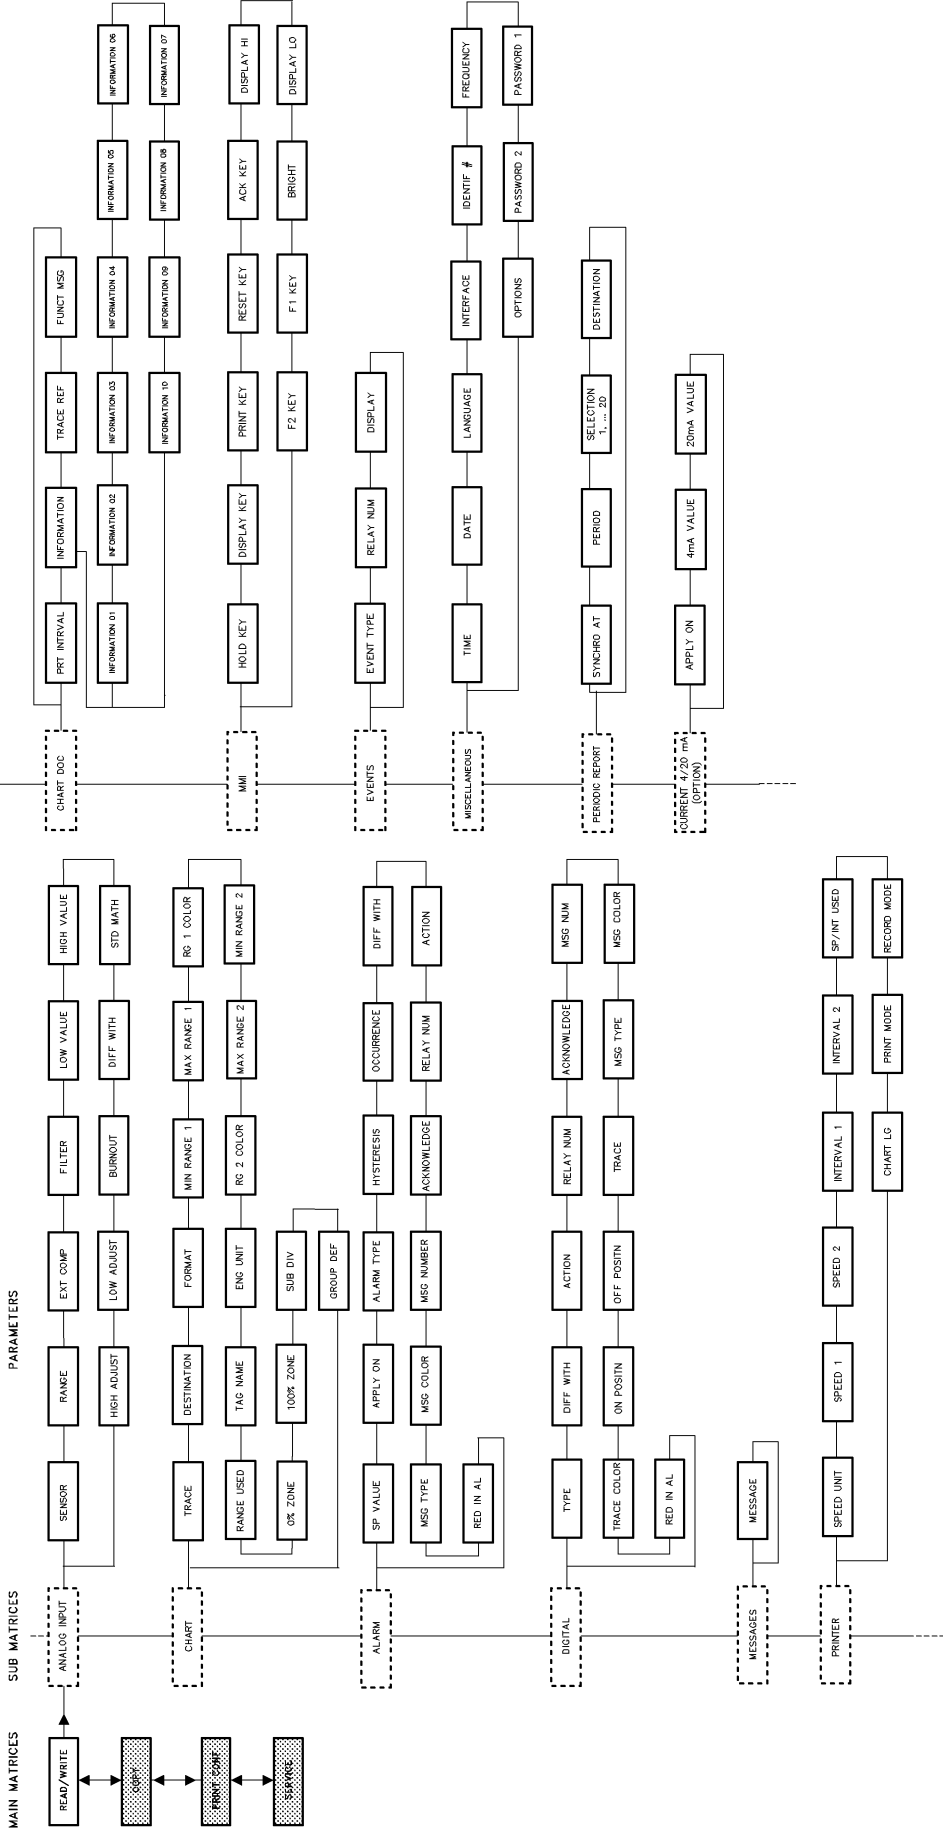 MAIN MATRICES
SUB MATRICES
PARAMETERS
READ/WRITE
COPY
PRINT CONF
SERVICE
ANALOG INPUT
SENSOR
RANGE
EXT COMP
FILTER
LOW VALUE
HIGH VALUE
HIGH ADJUST
LOW ADJUST
BURNOUT
DIFF WITH
STD MATH
CHART
TRACE
DESTINATION
FORMAT
MIN RANGE 1
MAX RANGE 1
RG 1 COLOR
RANGE USED
TAG NAME
ENG UNIT
RG 2 COLOR
MAX RANGE 2
MIN RANGE 2
0% ZONE
100% ZONE
SUB DIV
GROUP DEF
ALARM
SP VALUE
APPLY ON
ALARM TYPE
HYSTERESIS
OCCURRENCE
DIFF WITH
MSG TYPE
MSG COLOR
MSG NUMBER
ACKNOWLEDGE
RELAY NUM
ACTION
RED IN AL
DIGITAL
TYPE
DIFF WITH
ACTION
RELAY NUM
ACKNOWLEDGE
MSG NUM
TRACE COLOR
ON POSITN
OFF POSITN
TRACE
MSG TYPE
MSG COLOR
RED IN AL
MESSAGES
MESSAGE
PRINTER
SPEED UNIT
SPEED 1
SPEED 2
INTERVAL 1
INTERVAL 2
SP/INT USED
CHART LG
PRINT MODE
RECORD MODE
CHART DOC
PRT INTRVAL
INFORMATION
TRACE REF
FUNCT MSG
INFORMATION 01
INFORMATION 02
INFORMATION 03
INFORMATION 04
INFORMATION 05
INFORMATION 06
INFORMATION 10
INFORMATION 09
INFORMATION 08
INFORMATION 07
MMI
HOLD KEY
DISPLAY KEY
PRINT KEY
RESET KEY
ACK KEY
DISPLAY HI
F2 KEY
F1 KEY
BRIGHT
DISPLAY LO
EVENTS
EVENT TYPE
RELAY NUM
DISPLAY
MISCELLANEOUS
TIME
DATE
LANGUAGE
INTERFACE
IDENTIF #
FREQUENCY
OPTIONS
PASSWORD 2
PASSWORD 1
PERIODIC REPORT
SYNCHRO AT
PERIOD
SELECTION
1, ... 20
DESTINATION
CURRENT 4/20 mA
(OPTION)
APPLY ON
4mA VALUE
20mA VALUE